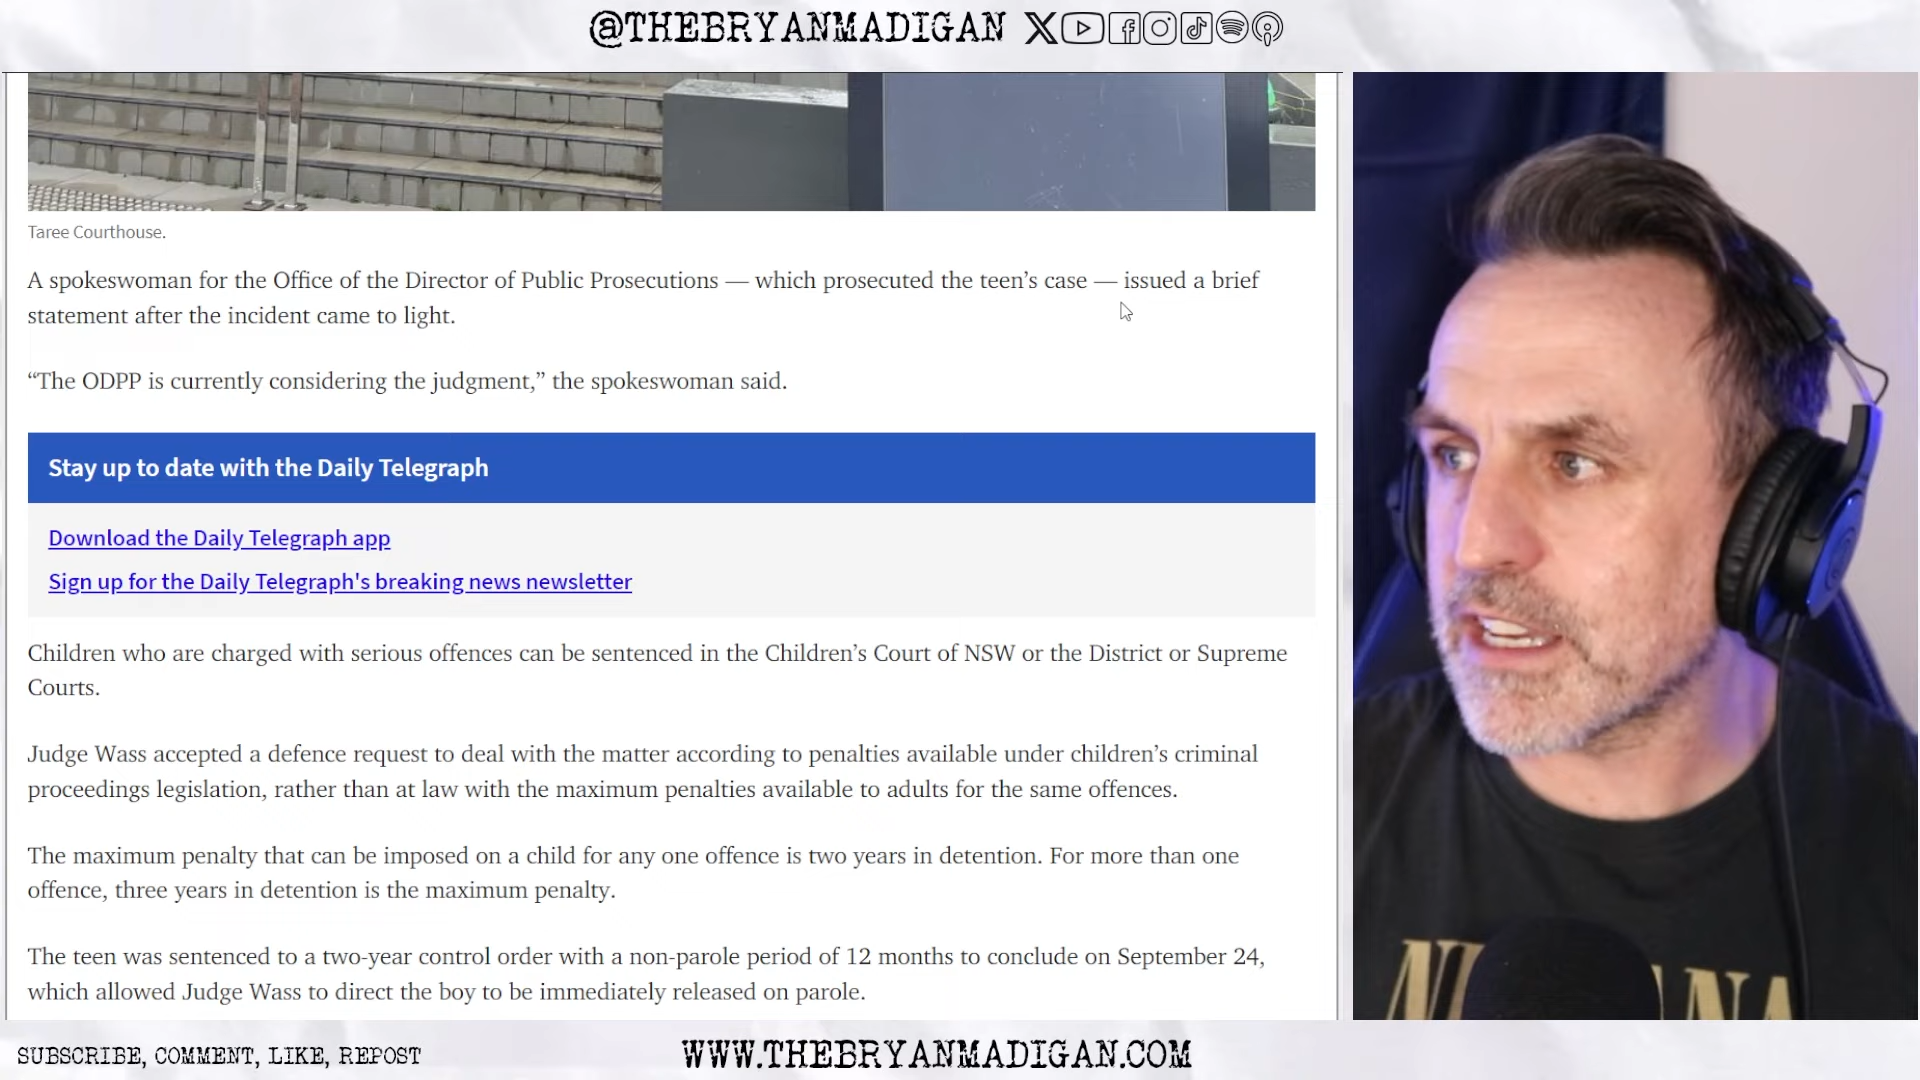 @THEBRYANMADIGAN
Taree Courthouse.
A spokeswoman for the Office of the Director of Public Prosecutions — which prosecuted the teen’s case — issued a brief
statement after the incident came to light.
“The ODPP is currently considering the judgment,” the spokeswoman said.
Stay up to date with the Daily Telegraph
Download the Daily Telegraph app
Sign up for the Daily Telegraph's breaking news newsletter
Children who are charged with serious offences can be sentenced in the Children’s Court of NSW or the District or Supreme
Courts.
Judge Wass accepted a defence request to deal with the matter according to penalties available under children’s criminal
proceedings legislation, rather than at law with the maximum penalties available to adults for the same offences.
The maximum penalty that can be imposed on a child for any one offence is two years in detention. For more than one
offence, three years in detention is the maximum penalty.
The teen was sentenced to a two-year control order with a non-parole period of 12 months to conclude on September 24,
which allowed Judge Wass to direct the boy to be immediately released on parole.
SUBSCRIBE, COMMENT, LIKE, REPOST
WWW.THEBRYANMADIGAN.COM